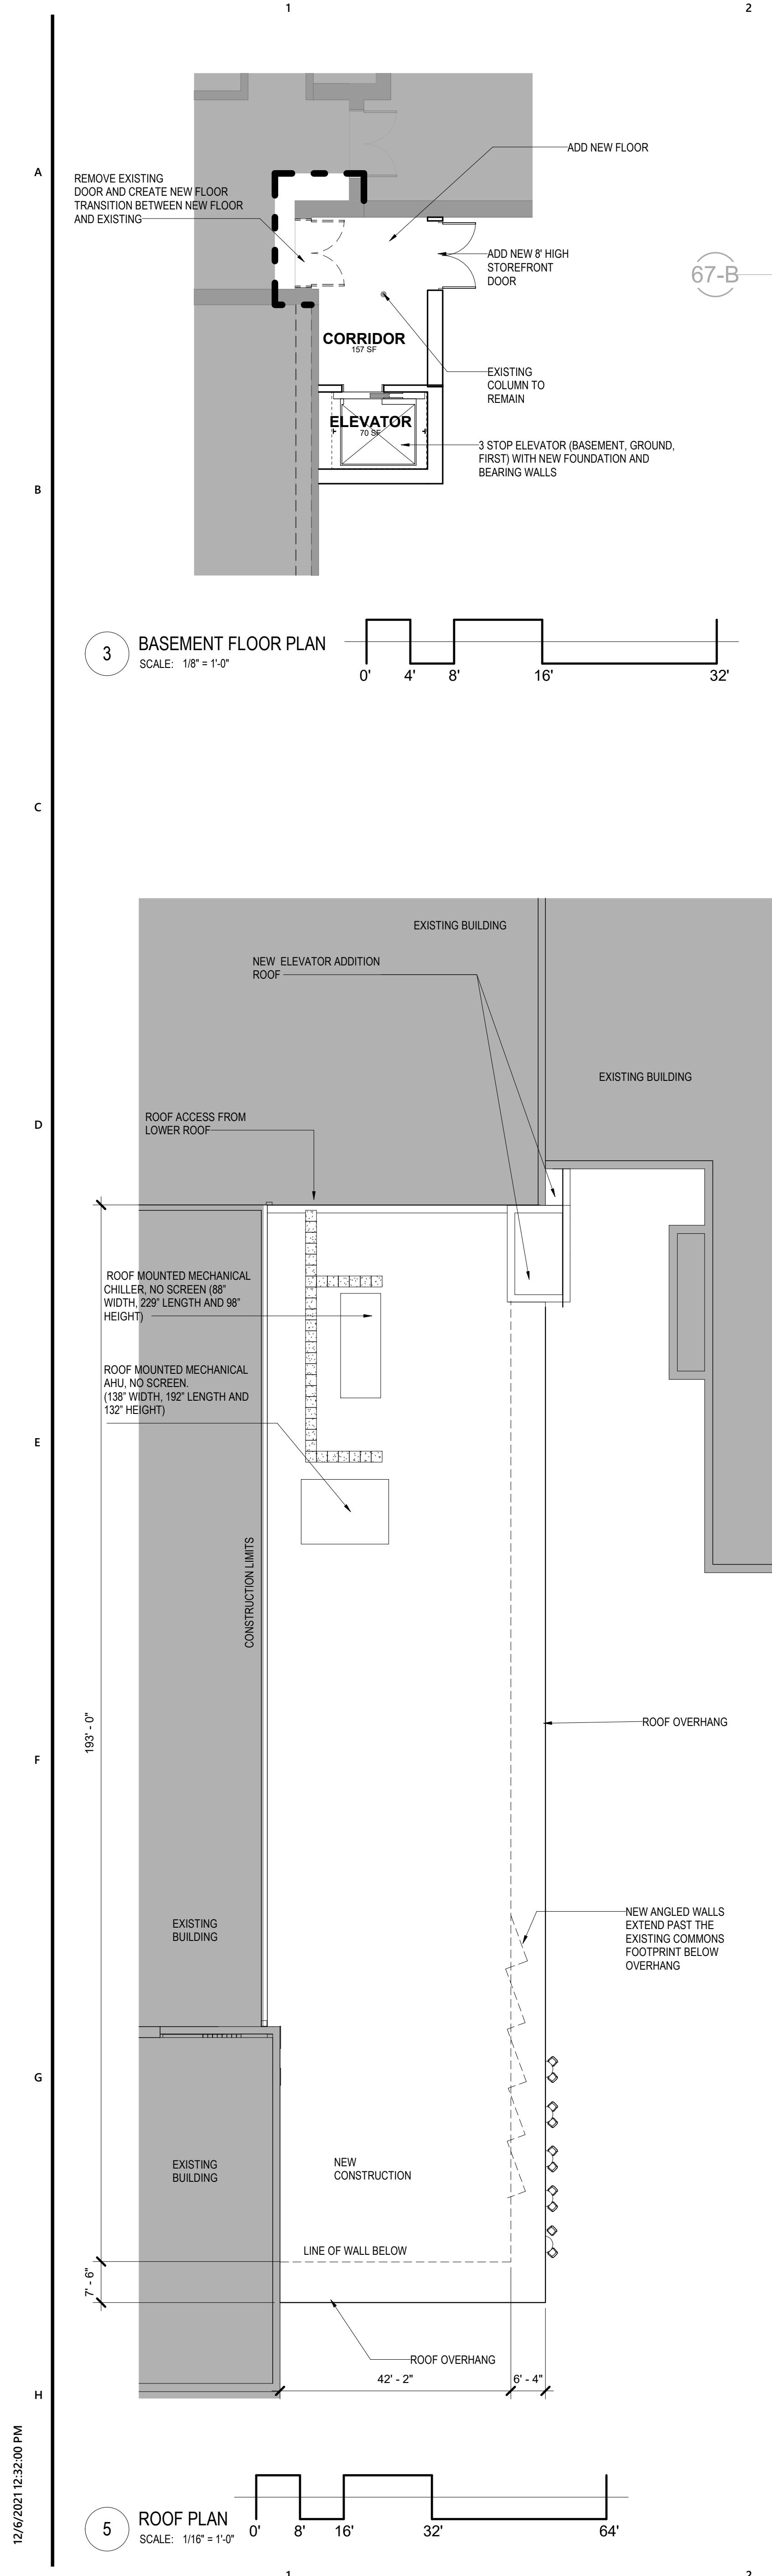 1
2
A
ADD NEW FLOOR
REMOVE EXISTING
DOOR AND CREATE NEW FLOOR
TRANSITION BETWEEN NEW FLOOR
AND EXISTING
ADD NEW 8' HIGH
STOREFRONT
DOOR
67-B
CORRIDOR
157 SF
EXISTING
COLUMN TO
REMAIN
ELEVATOR
70 SF
3 STOP ELEVATOR (BASEMENT, GROUND,
FIRST) WITH NEW FOUNDATION AND
BEARING WALLS
B
3
BASEMENT FLOOR PLAN
SCALE: 1/8" = 1'-0"
0' 4' 8' 16' 32'
C
EXISTING BUILDING
NEW ELEVATOR ADDITION
ROOF
EXISTING BUILDING
D
ROOF ACCESS FROM
LOWER ROOF
ROOF MOUNTED MECHANICAL
CHILLER, NO SCREEN (88"
WIDTH, 229" LENGTH AND 98"
HEIGHT)
ROOF MOUNTED MECHANICAL
AHU, NO SCREEN.
(138" WIDTH, 192" LENGTH AND
132" HEIGHT)
E
CONSTRUCTION LIMITS
193' - 0"
F
ROOF OVERHANG
EXISTING
BUILDING
NEW ANGLED WALLS
EXTEND PAST THE
EXISTING COMMONS
FOOTPRINT BELOW
OVERHANG
G
EXISTING
BUILDING
NEW
CONSTRUCTION
LINE OF WALL BELOW
7' - 6"
ROOF OVERHANG
42' - 2"
6' - 4"
H
12/6/2021 12:32:00 PM
5
ROOF PLAN
SCALE: 1/16" = 1'-0"
0' 8' 16' 32' 64'
1
2